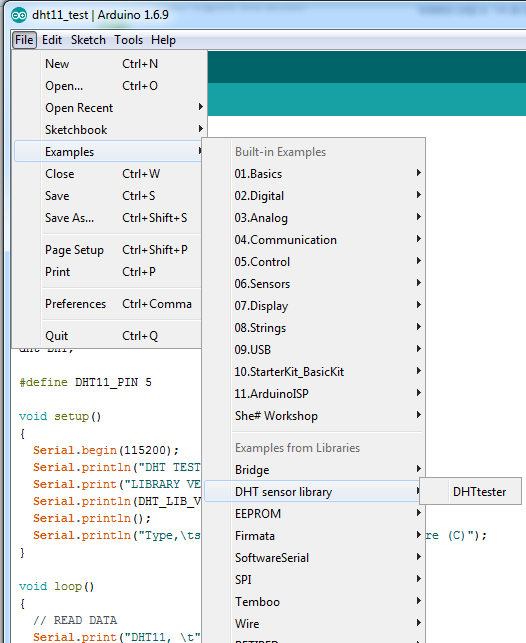 dht11_test | Arduino 1.6.9
File Edit Sketch Tools Help
New Ctrl+N
Open... Ctrl+O
Open Recent
Sketchbook
Examples
Close Ctrl+W
Save Ctrl+S
Save As... Ctrl+Shift+S
Page Setup Ctrl+Shift+P
Print Ctrl+P
Preferences Ctrl+Comma
Quit Ctrl+Q
Built-in Examples
01.Basics
02.Digital
03.Analog
04.Communication
05.Control
06.Sensors
07.Display
08.Strings
09.USB
10.StarterKit_BasicKit
11.ArduinoISP
She# Workshop
Examples from Libraries
Bridge
DHT sensor library
EEPROM
Firmata
SoftwareSerial
SPI
Temboo
Wire
DHTtester
#define DHT11_PIN 5
void setup()
{
Serial.begin(115200);
Serial.println("DHT TEST
Serial.print("LIBRARY VE
Serial.println(DHT_LIB_V
Serial.println();
Serial.println("Type,\ts re (C)");
}
void loop()
{
// READ DATA
Serial.print("DHT11, \t"